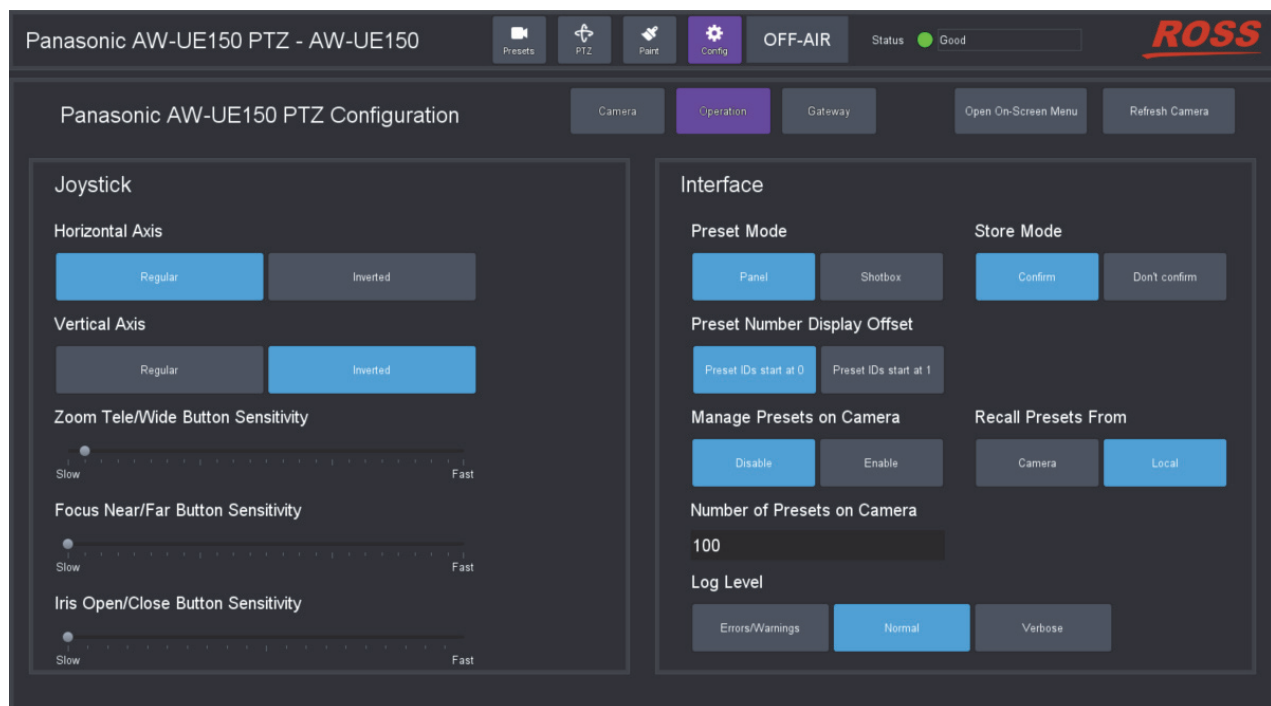 Panasonic AW-UE150 PTZ - AW-UE150 Presets PTZ Paint Config OFF-AIR Status Good ROSS
Panasonic AW-UE150 PTZ Configuration Camera Operation Gateway Open On-Screen Menu Refresh Camera
Joystick
Horizontal Axis
Regular Inverted
Vertical Axis
Regular Inverted
Zoom Tele/Wide Button Sensitivity
Slow Fast
Focus Near/Far Button Sensitivity
Slow Fast
Iris Open/Close Button Sensitivity
Slow Fast
Interface
Preset Mode Store Mode
Panel Shotbox Confirm Don't confirm
Preset Number Display Offset
Preset IDs start at 0 Preset IDs start at 1
Manage Presets on Camera Recall Presets From
Disable Enable Camera Local
Number of Presets on Camera
100
Log Level
Errors/Warnings Normal Verbose